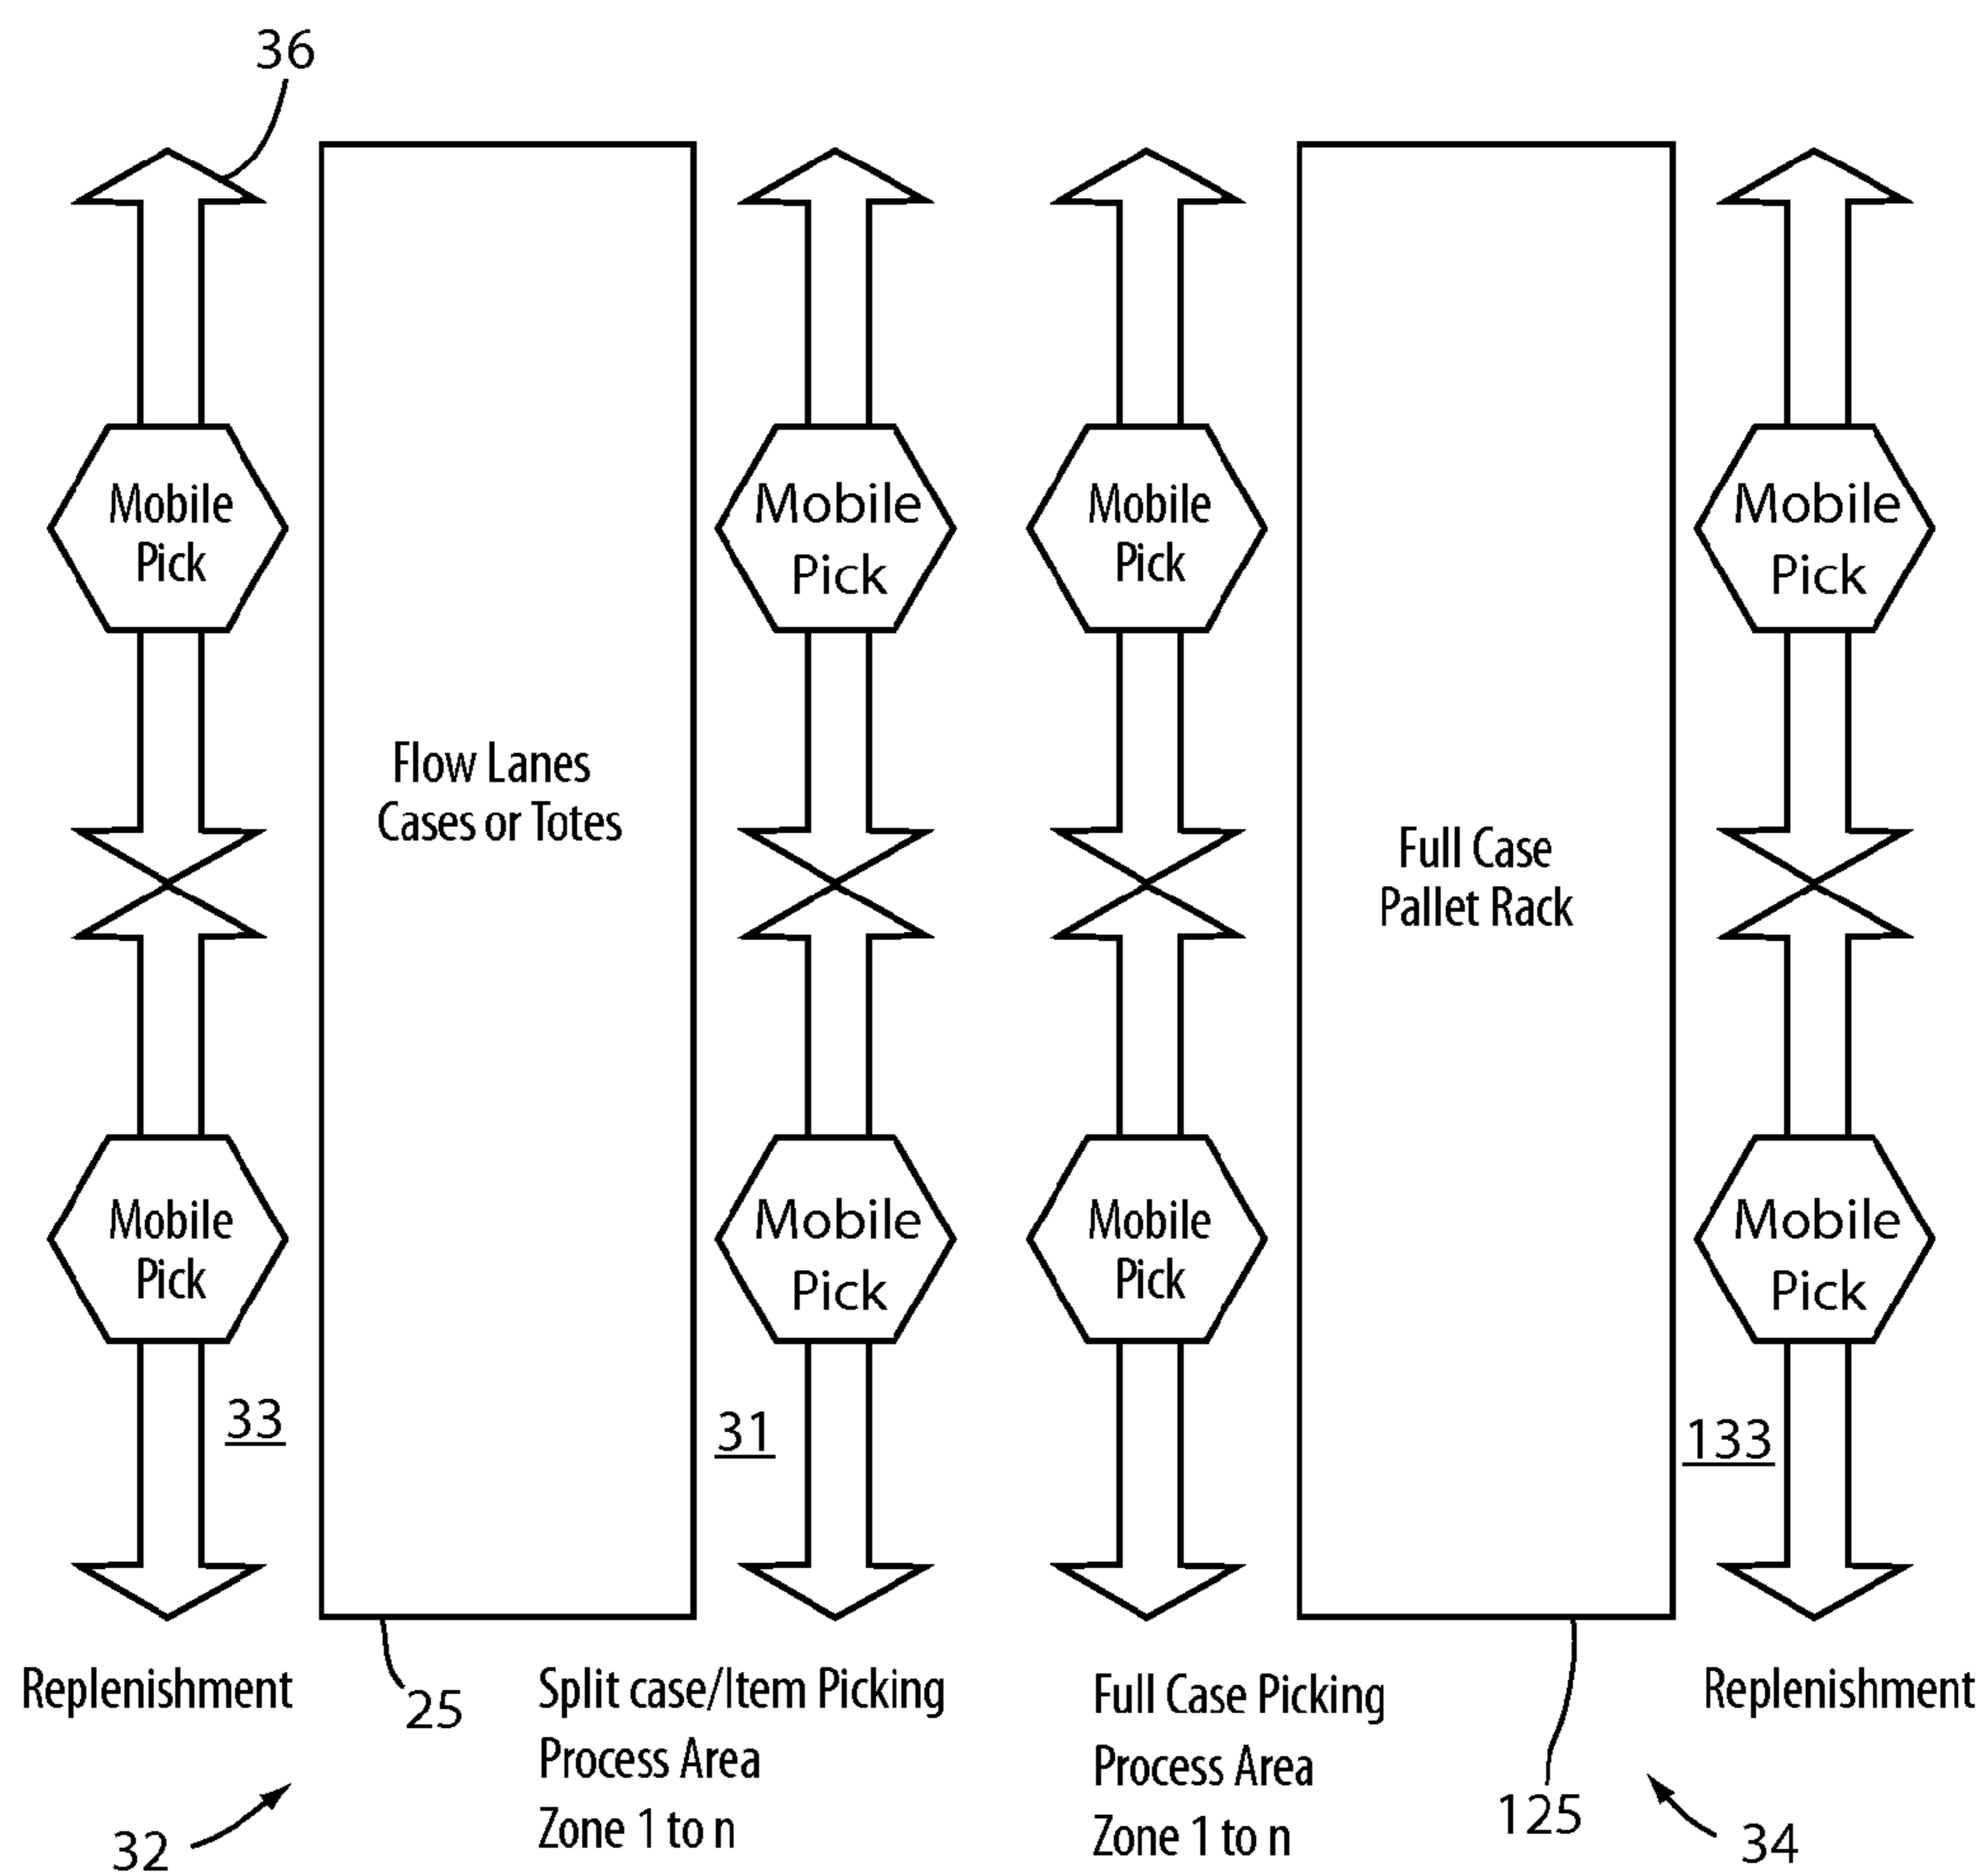 36
Mobile
Pick
Mobile
Pick
Mobile
Pick
Mobile
Pick
Flow Lanes
Cases or Totes
Full Case
Pallet Rack
Mobile
Pick
Mobile
Pick
Mobile
Pick
Mobile
Pick
33
31
133
Replenishment
25
Split case/Item Picking
Process Area
Zone 1 to n
Full Case Picking
Process Area
Zone 1 to n
125
Replenishment
32
34